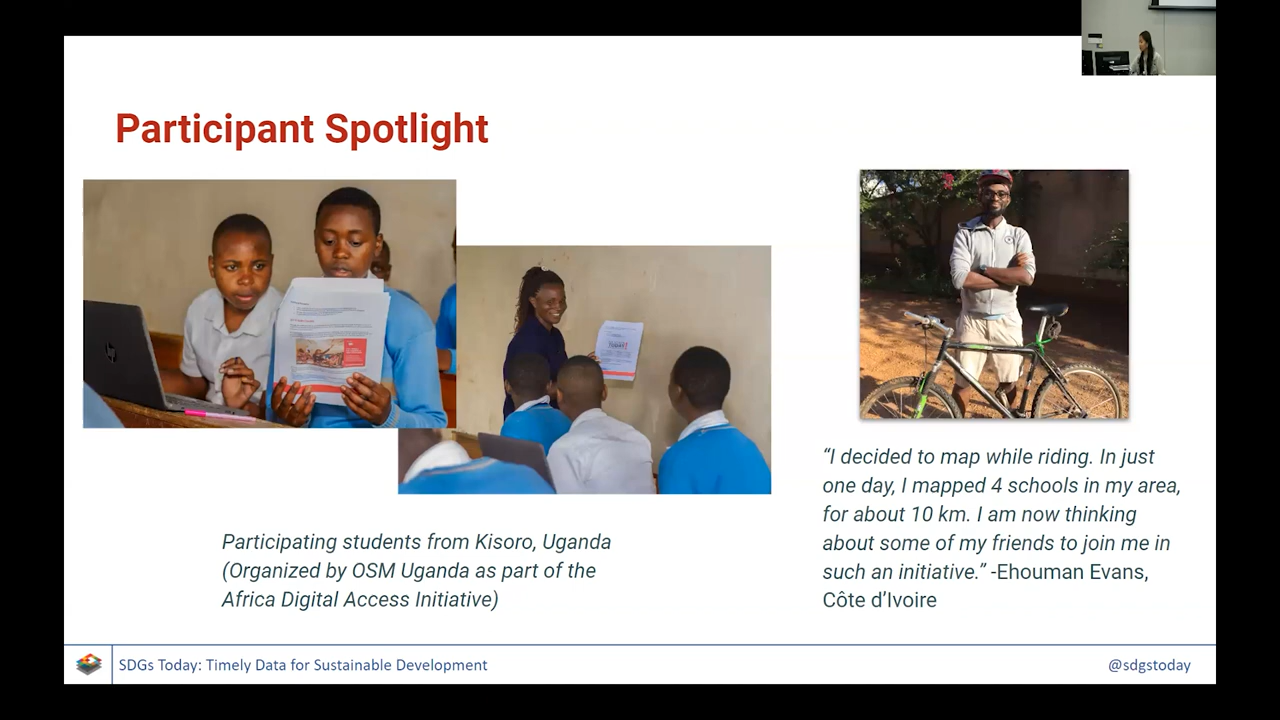 Participant Spotlight
Participating students from Kisoro, Uganda
(Organized by OSM Uganda as part of the
Africa Digital Access Initiative)
“I decided to map while riding. In just
one day, I mapped 4 schools in my area,
for about 10 km. I am now thinking
about some of my friends to join me in
such an initiative.” -Ehouman Evans,
Côte d’Ivoire
SDGs Today: Timely Data for Sustainable Development
@sdgstoday